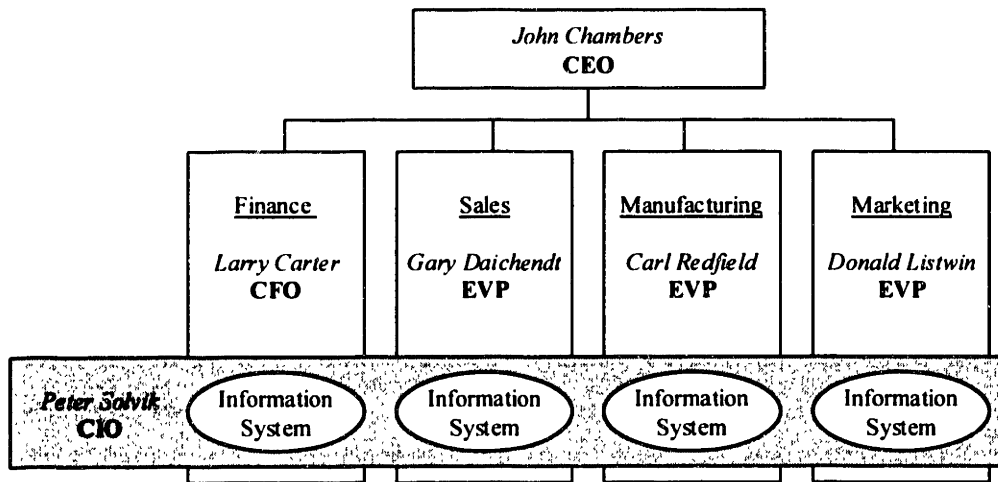 John Chambers
CEO
Finance
Larry Carter
CFO
Sales
Gary Daichendt
EVP
Manufacturing
Carl Redfield
EVP
Marketing
Donald Listwin
EVP
Peter Solvik
CIO
Information
System
Information
System
Information
System
Information
System